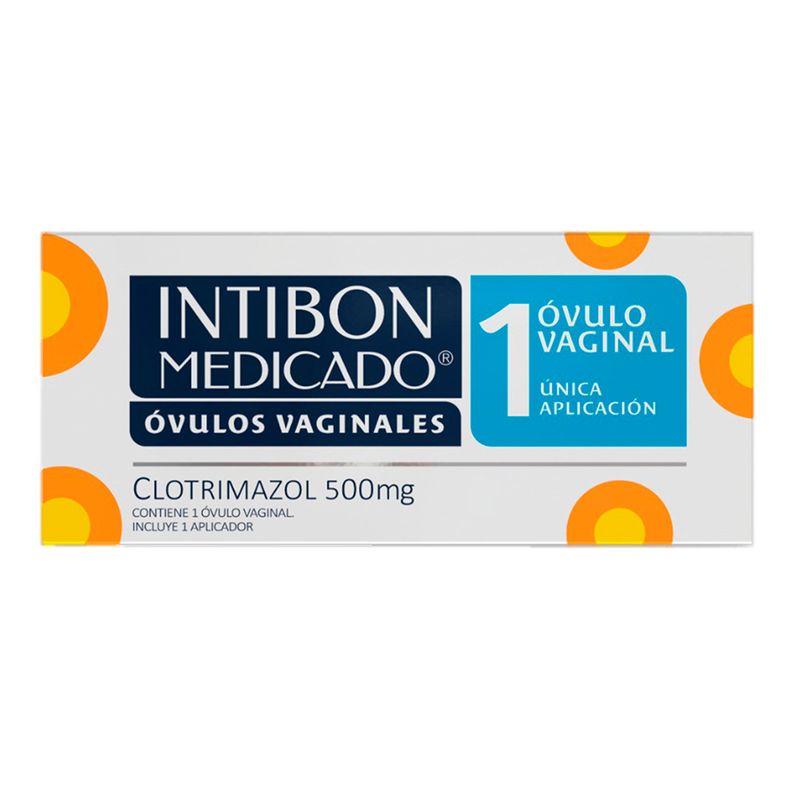 INTIBON
MEDICADO®
ÓVULOS VAGINALES
1 ÓVULO
VAGINAL
ÚNICA
APLICACIÓN
CLOTRIMAZOL 500mg
CONTIENE 1 ÓVULO VAGINAL.
INCLUYE 1 APLICADOR